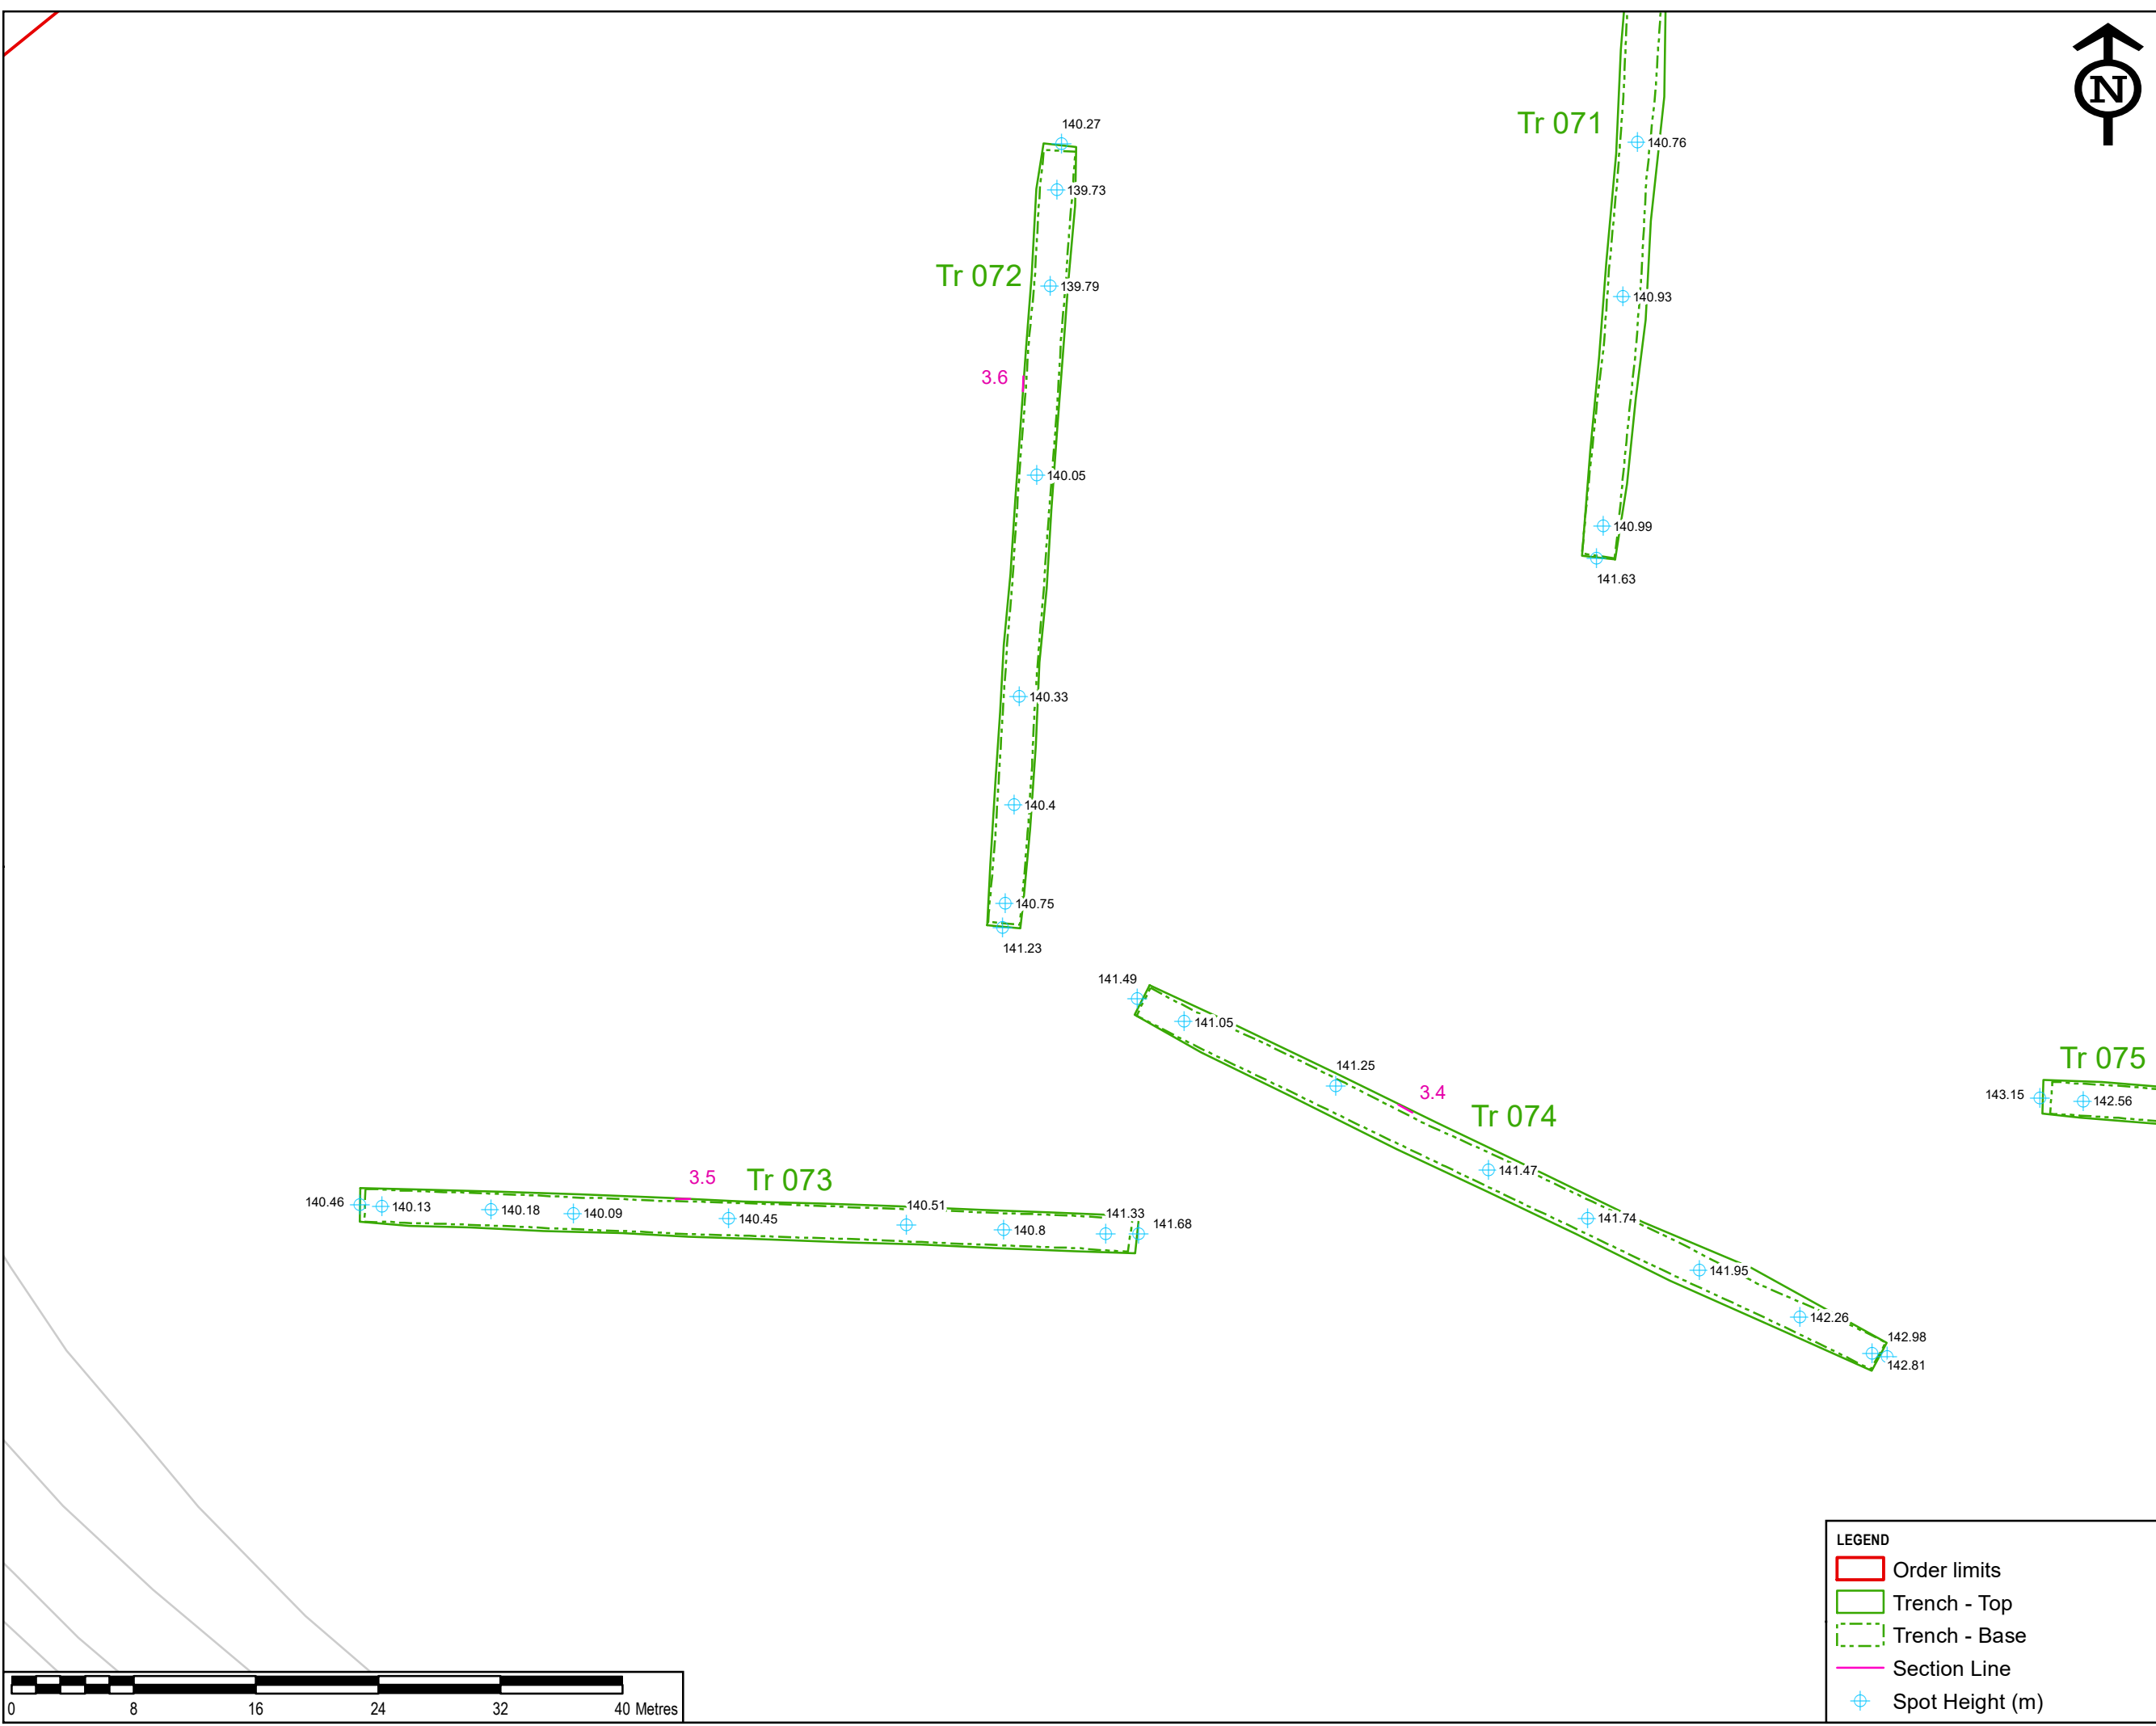 N
140.27
Tr 071
140.76
139.73
Tr 072
139.79
140.93
3.6
140.05
140.99
141.63
140.33
140.4
140.75
141.23
141.49
141.05
Tr 075
141.25
3.4
143.15
142.56
Tr 074
3.5
Tr 073
141.47
140.46
140.13
140.18
140.09
140.45
140.51
140.8
141.33
141.68
141.74
141.95
142.26
142.98
142.81
LEGEND
Order limits
Trench - Top
Trench - Base
Section Line
Spot Height (m)
0 8 16 24 32 40 Metres